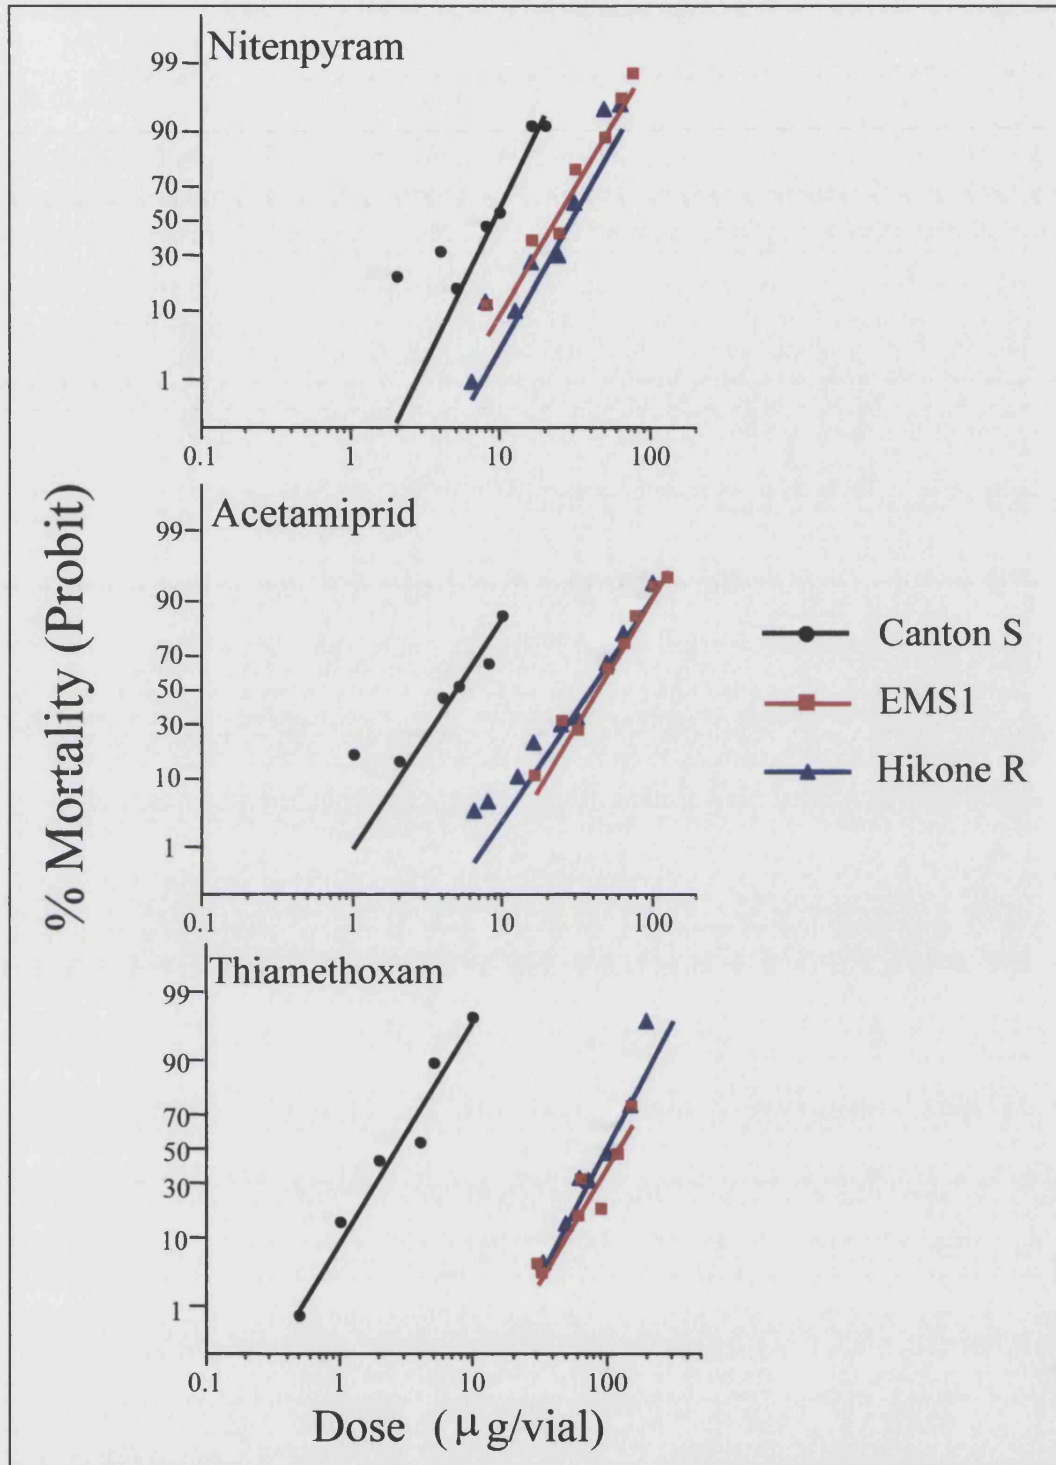 Nitenpyram
99
90
70
50
30
10
1
0.1 1 10 100
Acetamiprid
99
90
70
50
30
10
1
0.1 1 10 100
Thiamethoxam
99
90
70
50
30
10
1
0.1 1 10 100
% Mortality (Probit)
Dose (μg/vial)
Canton S
EMS1
Hikone R